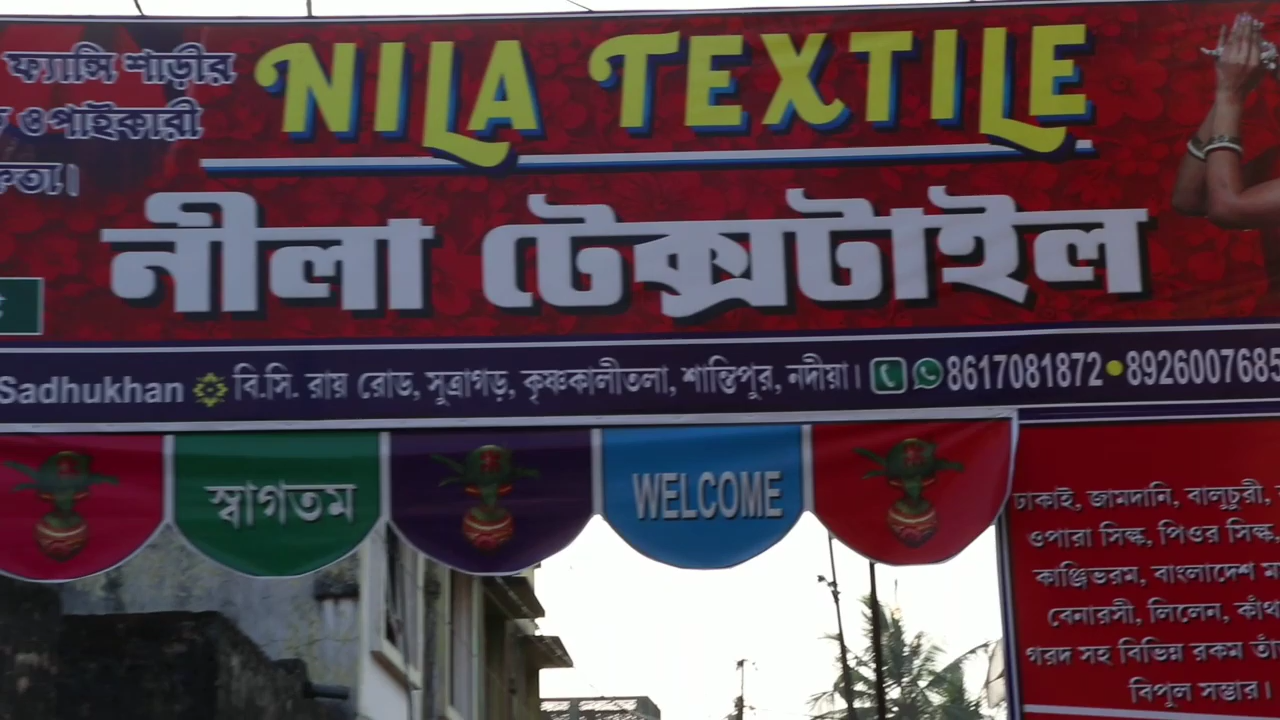 ফ্যান্সি শাড়ীর
NILA TEXTILE
ও পাইকারী
নীলা টেক্সটাইল
Sadhukhan বি.সি. রায় রোড, সুত্রাগড়, কৃষ্ণকালীতলা, শান্তিপুর, নদীয়া। 8617081872 • 8926007685
স্বাগতম
WELCOME
ঢাকাই, জামদানি, বালুচুরী,
ওপারা সিল্ক, পিওর সিল্ক,
কাঞ্জিভরম, বাংলাদেশ
বেনারসী, লিলেন,
গরদ সহ বিভিন্ন রকম
বিপুল সম্ভার।